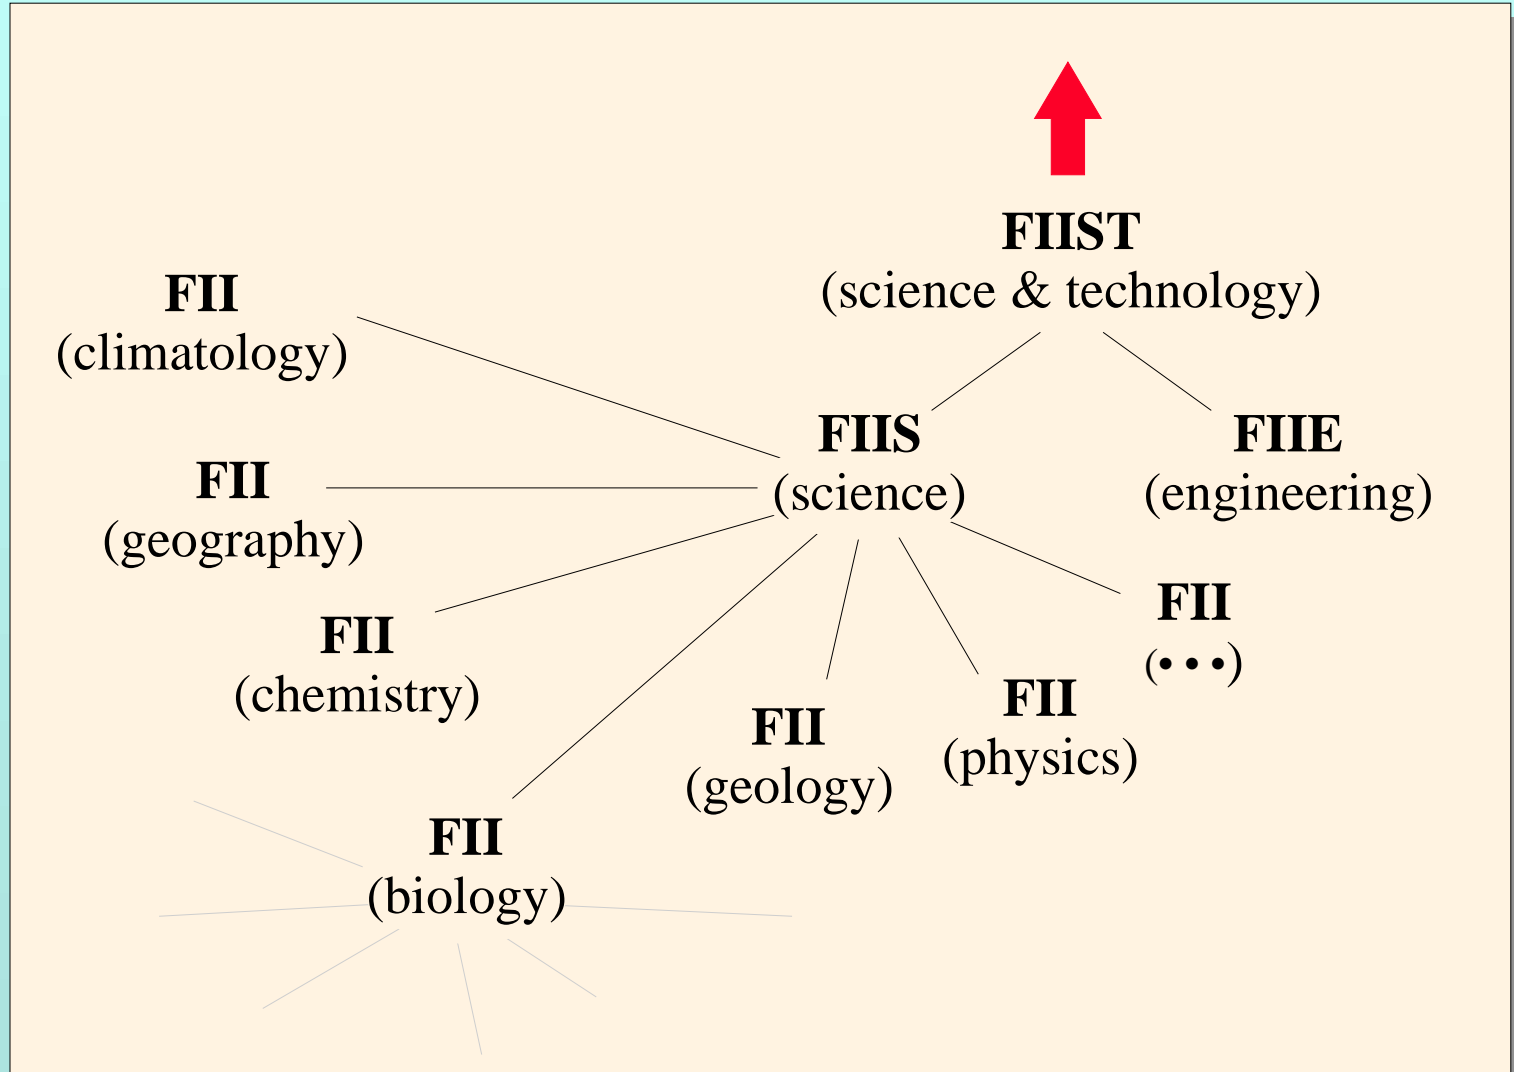 FIIST
(science & technology)
FII
(climatology)
FIIS
(science)
FIIE
(engineering)
FII
(geography)
FII
(chemistry)
FII
(•••)
FII
(physics)
FII
(geology)
FII
(biology)